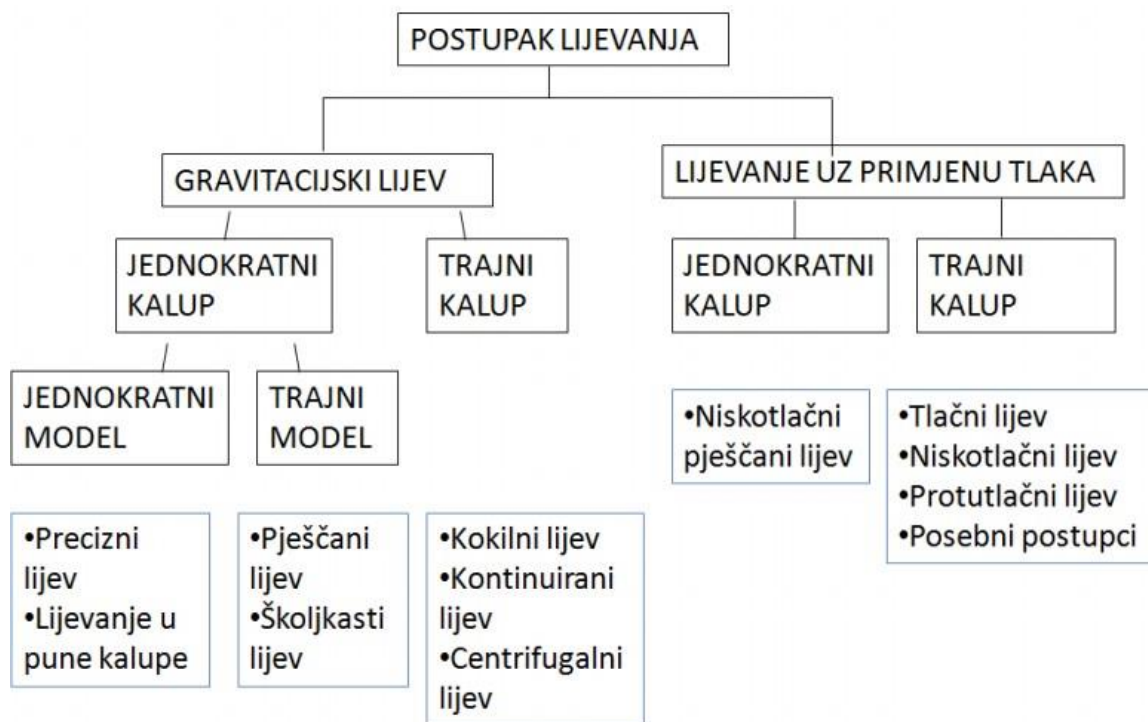 POSTUPAK LIJEVANJA
GRAVITACIJSKI LIJEV
LIJEVANJE UZ PRIMJENU TLAKA
JEDNOKRATNI
KALUP
TRAJNI
KALUP
JEDNOKRATNI
KALUP
TRAJNI
KALUP
JEDNOKRATNI
MODEL
TRAJNI
MODEL
•Niskotlačni
pješčani lijev
•Tlačni lijev
•Niskotlačni lijev
•Protutlačni lijev
•Posebni postupci
•Precizni
lijev
•Lijevanje u
pune kalupe
•Pješčani
lijev
•Školjkasti
lijev
•Kokilni lijev
•Kontinuirani
lijev
•Centrifugalni
lijev